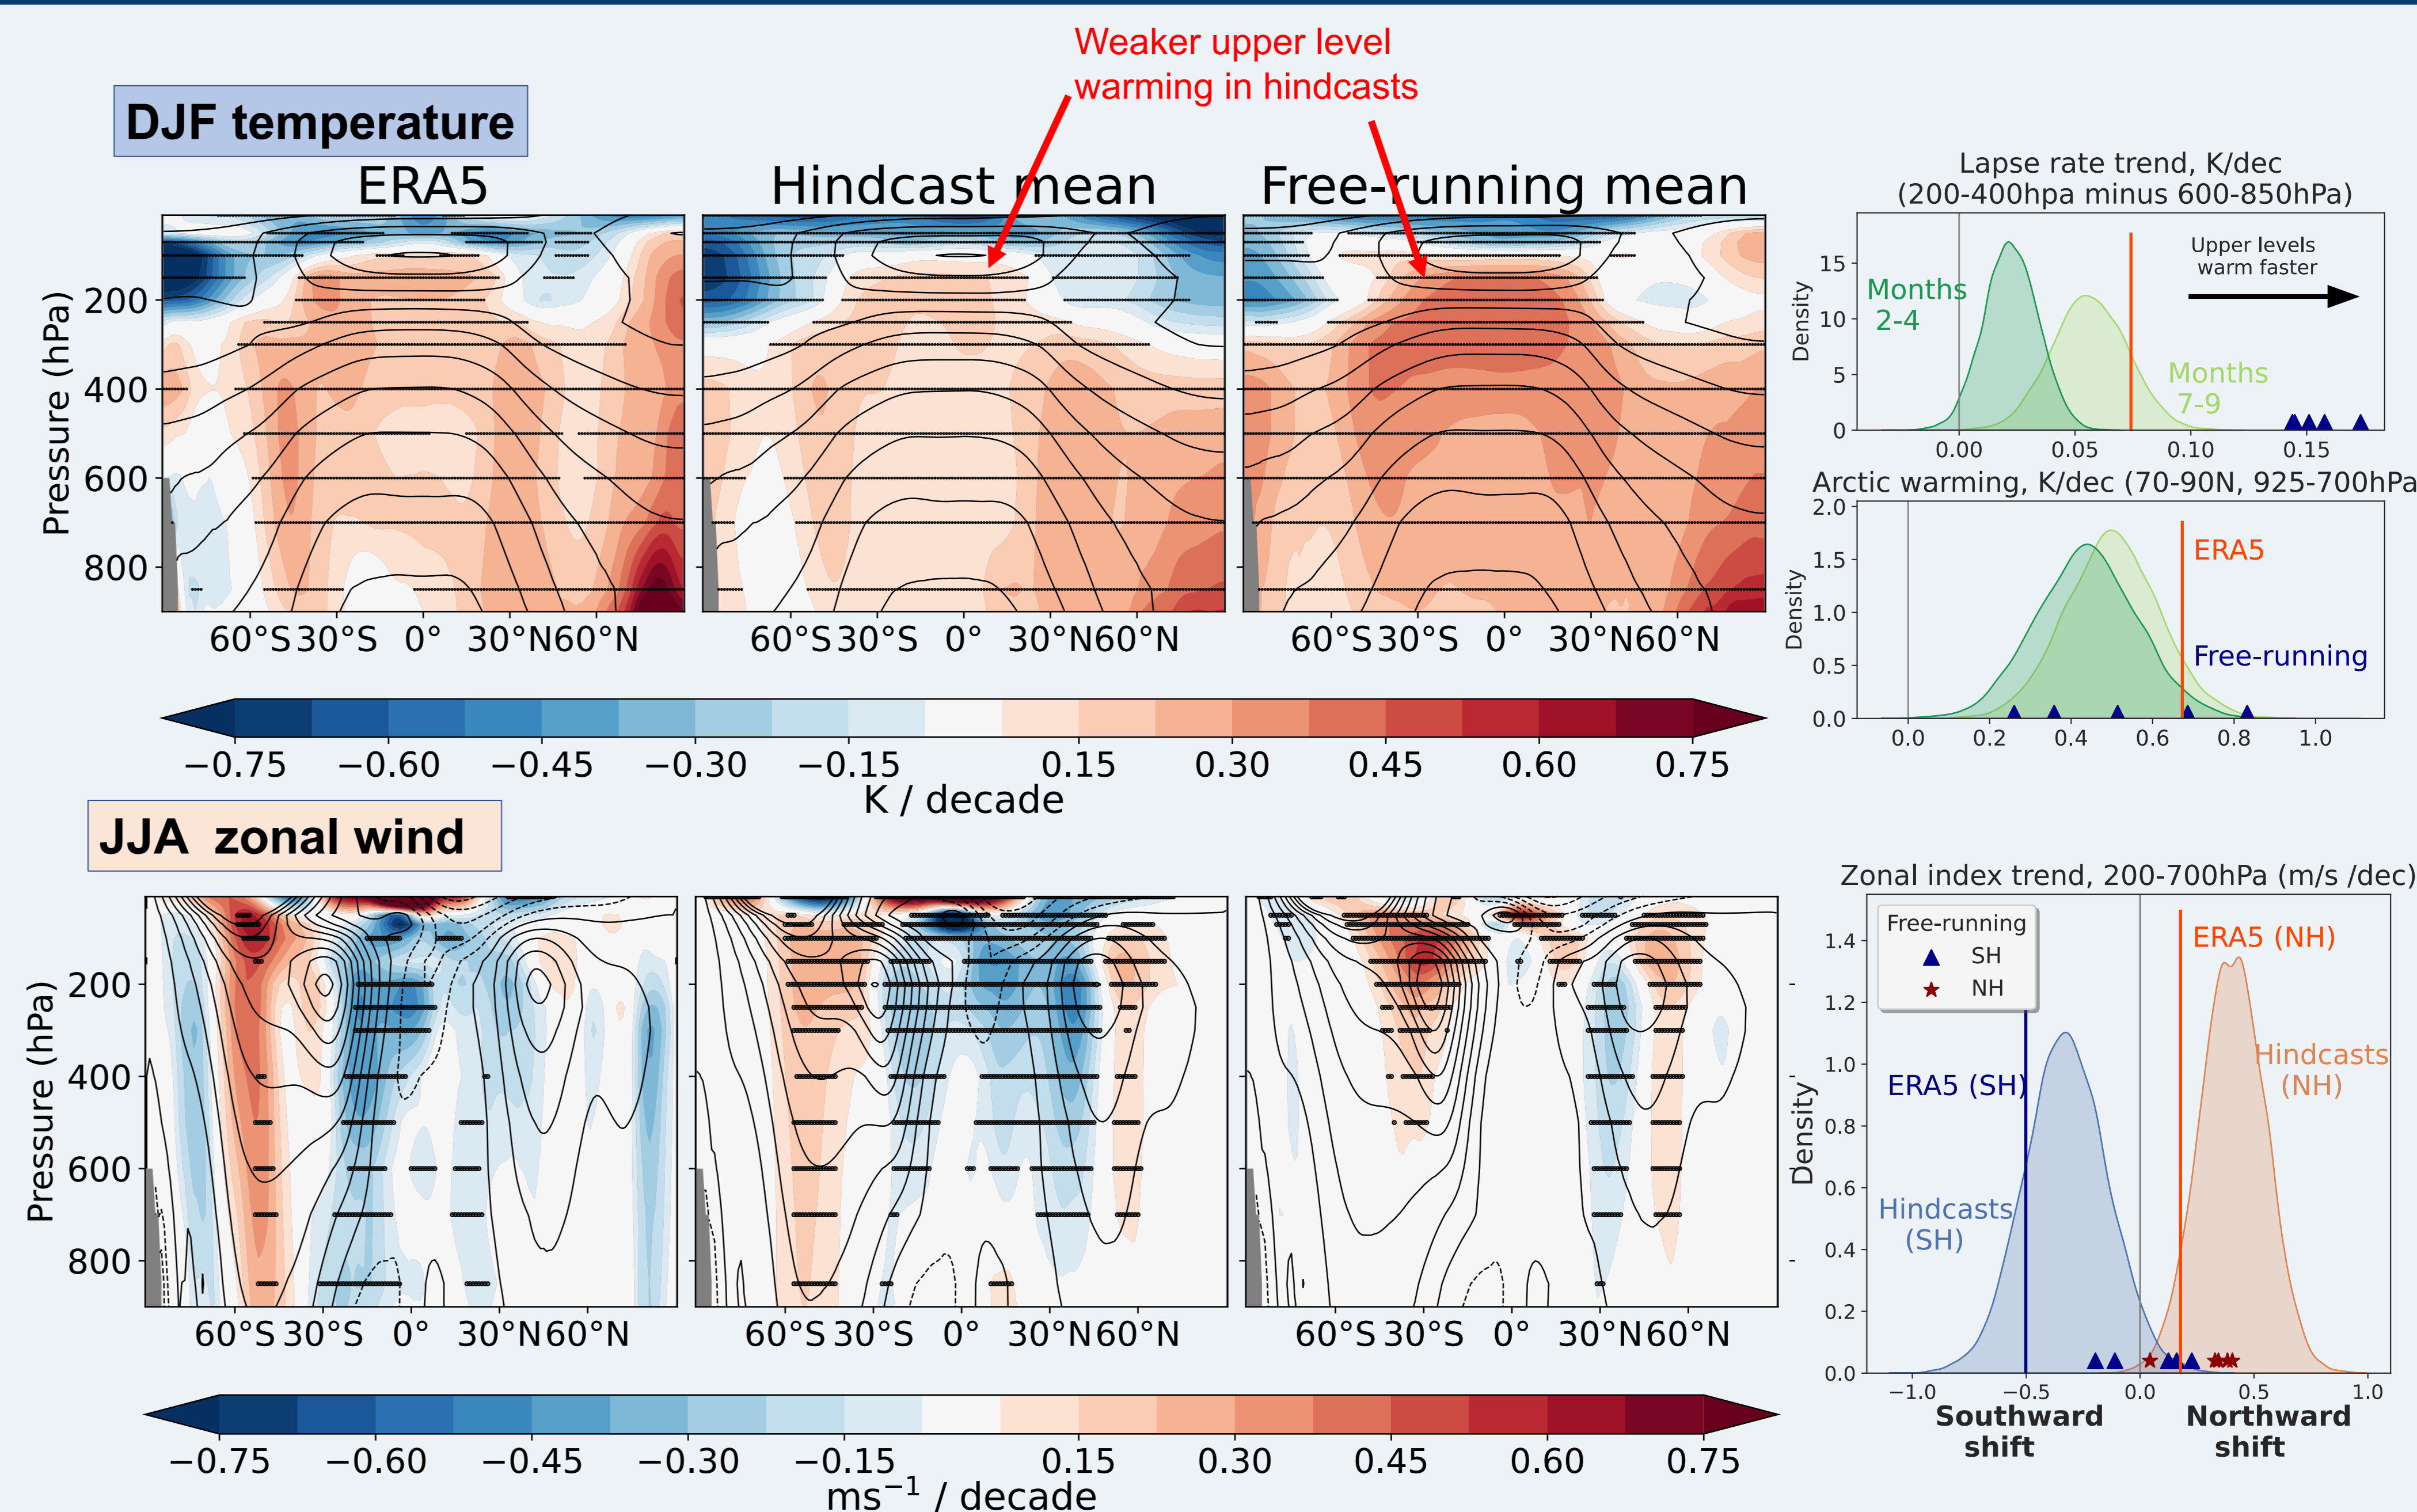 Weaker upper level
warming in hindcasts
DJF temperature
ERA5
Hindcast mean
Free-running mean
Pressure (hPa)
200
400
600
800
60°S 30°S 0° 30°N 60°N
60°S 30°S 0° 30°N 60°N
60°S 30°S 0° 30°N 60°N
−0.75 −0.60 −0.45 −0.30 −0.15 0.15 0.30 0.45 0.60 0.75
K / decade
Lapse rate trend, K/dec
(200-400hpa minus 600-850hPa)
Density
15
10
5
0
Months
2-4
Upper levels
warm faster
Months
7-9
0.00 0.05 0.10 0.15
Arctic warming, K/dec (70-90N, 925-700hPa
Density
2.0
1.5
1.0
0.5
0.0
ERA5
Free-running
0.0 0.2 0.4 0.6 0.8 1.0
JJA zonal wind
Pressure (hPa)
200
400
600
800
60°S 30°S 0° 30°N 60°N
60°S 30°S 0° 30°N 60°N
60°S 30°S 0° 30°N 60°N
−0.75 −0.60 −0.45 −0.30 −0.15 0.15 0.30 0.45 0.60 0.75
ms⁻¹ / decade
Zonal index trend, 200-700hPa (m/s /dec)
Density
1.4
1.2
1.0
0.8
0.6
0.4
0.2
0.0
Free-running
SH
NH
ERA5 (NH)
Hindcasts
(NH)
ERA5 (SH)
Hindcasts
(SH)
−1.0 −0.5 0.0 0.5 1.0
Southward
shift
Northward
shift